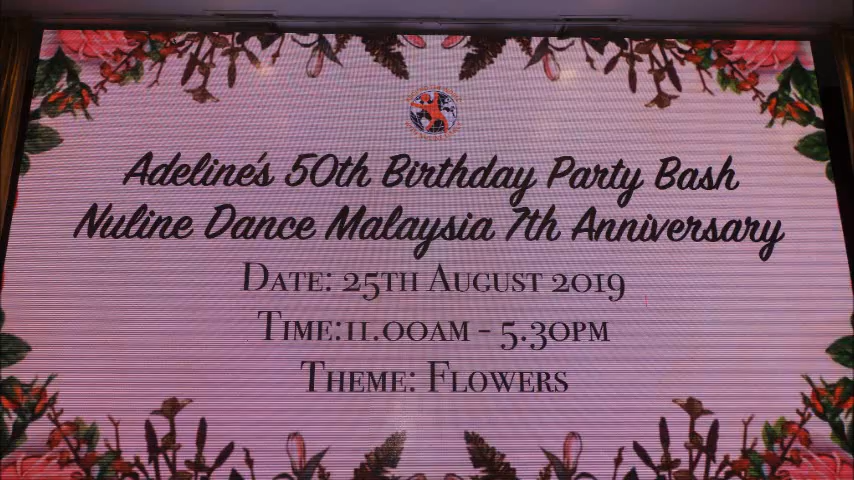 Adeline's 50th Birthday Party Bash
Nuline Dance Malaysia 7th Anniversary
Date: 25th August 2019
Time:11.00am - 5.30pm
Theme: Flowers